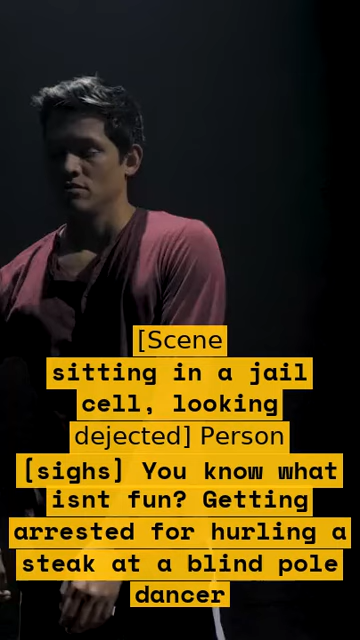 [Scene
sitting in a jail
cell, looking
dejected] Person
[sighs] You know what
isnt fun? Getting
arrested for hurling a
steak at a blind pole
dancer